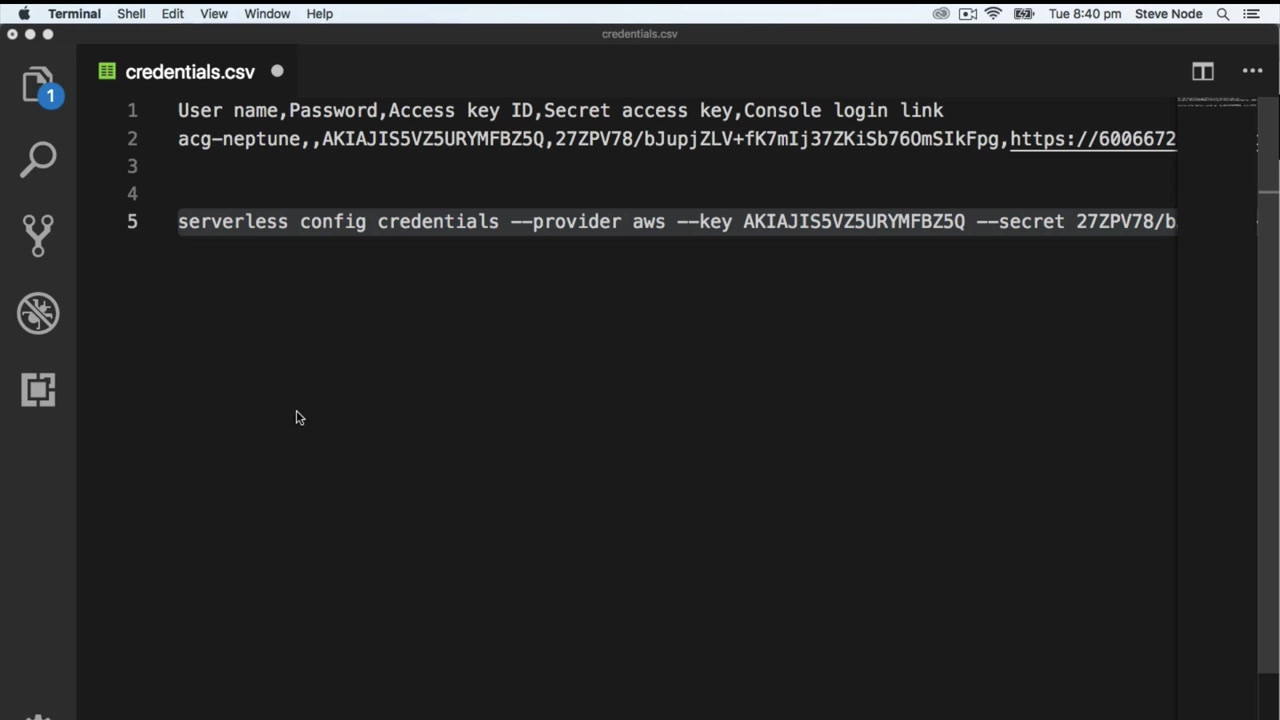 Terminal Shell Edit View Window Help Tue 8:40 pm Steve Node
credentials.csv
credentials.csv
1
1 User name,Password,Access key ID,Secret access key,Console login link
2 acg-neptune,,AKIAJIS5VZ5URYMFBZ5Q,27ZPV78/bJupjZLV+fK7mIj37ZKiSb76OmSIkFpg,https://6006672
3
4
5 serverless config credentials --provider aws --key AKIAJIS5VZ5URYMFBZ5Q --secret 27ZPV78/b